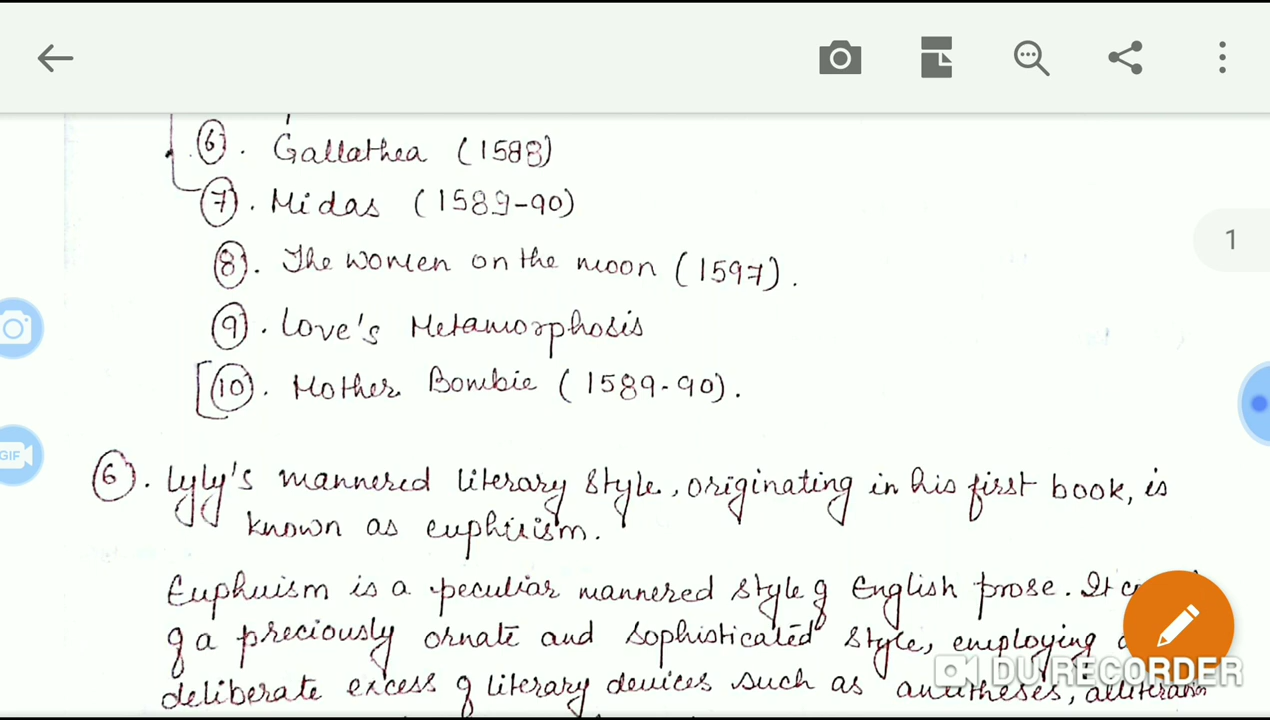 6. Gallathea (1588)
7. Midas (1589-90)
1
8. The women on the moon (1597).
9. Love's Metamorphosis
10. Mother Bombie (1589-90).
GIF
6. Lyly's mannered literary style, originating in his first book, is
known as euphuism.
Euphuism is a peculiar mannered style of English prose. It
of a preciously ornate and sophisticated style, employing
deliberate excess of literary devices such as antitheses, alliteration
DU RECORDER